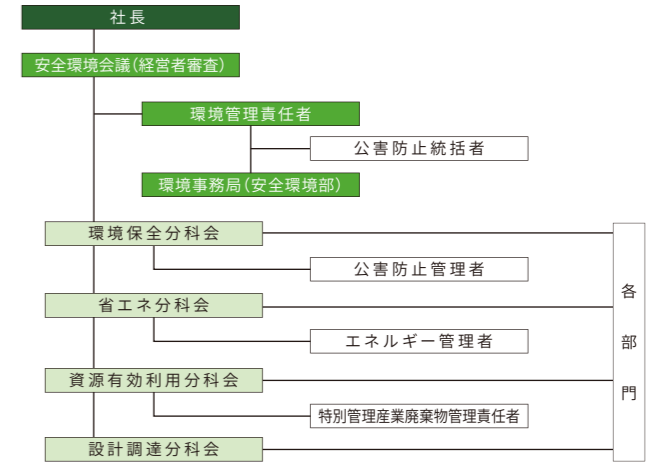 社長
安全環境会議（経営者審査）
環境管理責任者
公害防止統括者
環境事務局（安全環境部）
環境保全分科会
公害防止管理者
省エネ分科会
エネルギー管理者
資源有効利用分科会
特別管理産業廃棄物管理責任者
設計調達分科会
各部門